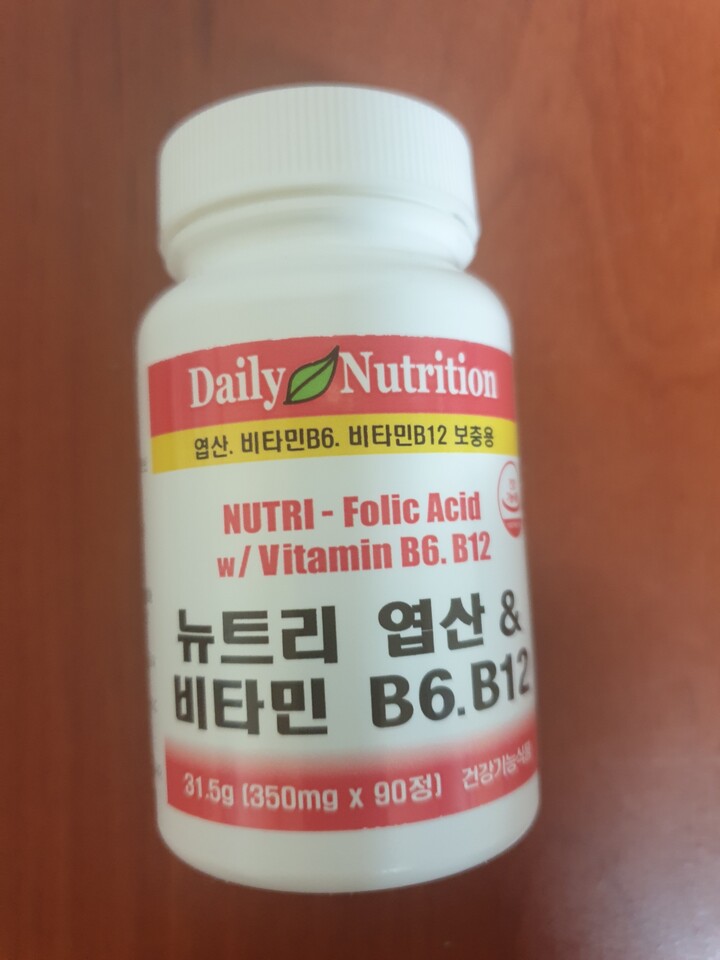 Daily Nutrition
엽산. 비타민B6. 비타민B12 보충용
NUTRI - Folic Acid
w/ Vitamin B6. B12
뉴트리 엽산 &
비타민 B6. B12
31.5g (350mg x 90정) 건강기능식품